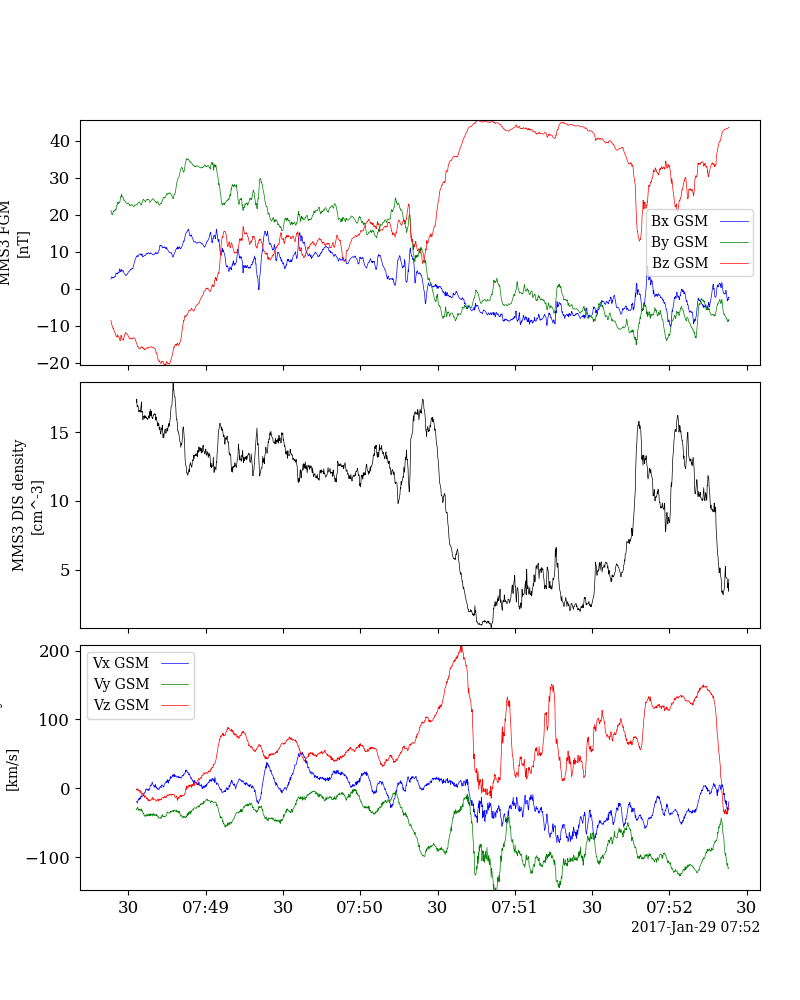 MMS3 FGM
[nT]
40
30
20
10
0
−10
−20
Bx GSM
By GSM
Bz GSM
MMS3 DIS density
[cm^-3]
15
10
5
[km/s]
200
100
0
−100
Vx GSM
Vy GSM
Vz GSM
30 07:49 30 07:50 30 07:51 30 07:52 30
2017-Jan-29 07:52